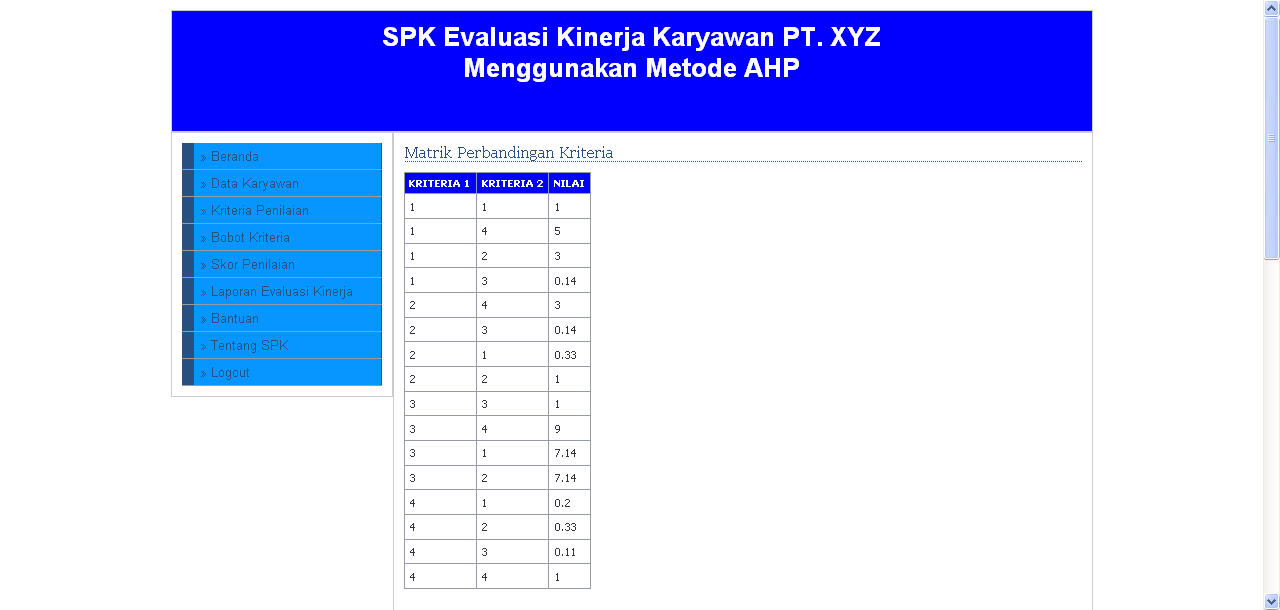 SPK Evaluasi Kinerja Karyawan PT. XYZ
Menggunakan Metode AHP
» Beranda
» Data Karyawan
» Kriteria Penilaian
» Bobot Kriteria
» Skor Penilaian
» Laporan Evaluasi Kinerja
» Bantuan
» Tentang SPK
» Logout
Matrik Perbandingan Kriteria
KRITERIA 1 KRITERIA 2 NILAI
1 1 1
1 4 5
1 2 3
1 3 0.14
2 4 3
2 3 0.14
2 1 0.33
2 2 1
3 3 1
3 4 9
3 1 7.14
3 2 7.14
4 1 0.2
4 2 0.33
4 3 0.11
4 4 1